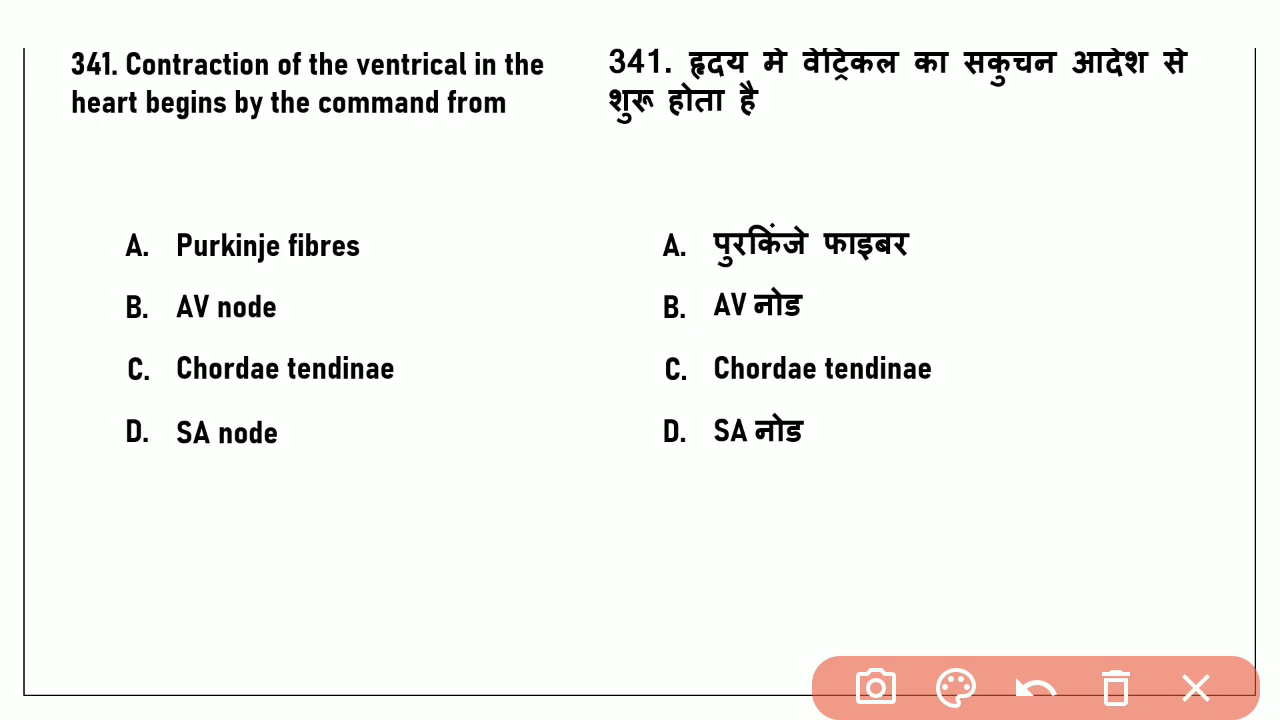 341. Contraction of the ventrical in the
heart begins by the command from
A. Purkinje fibres
B. AV node
C. Chordae tendinae
D. SA node
341. हृदय मे वेट्रिकल का सकुचन आदेश से
शुरू होता है
A. पुरकिंजे फाइबर
B. AV नोड
C. Chordae tendinae
D. SA नोड